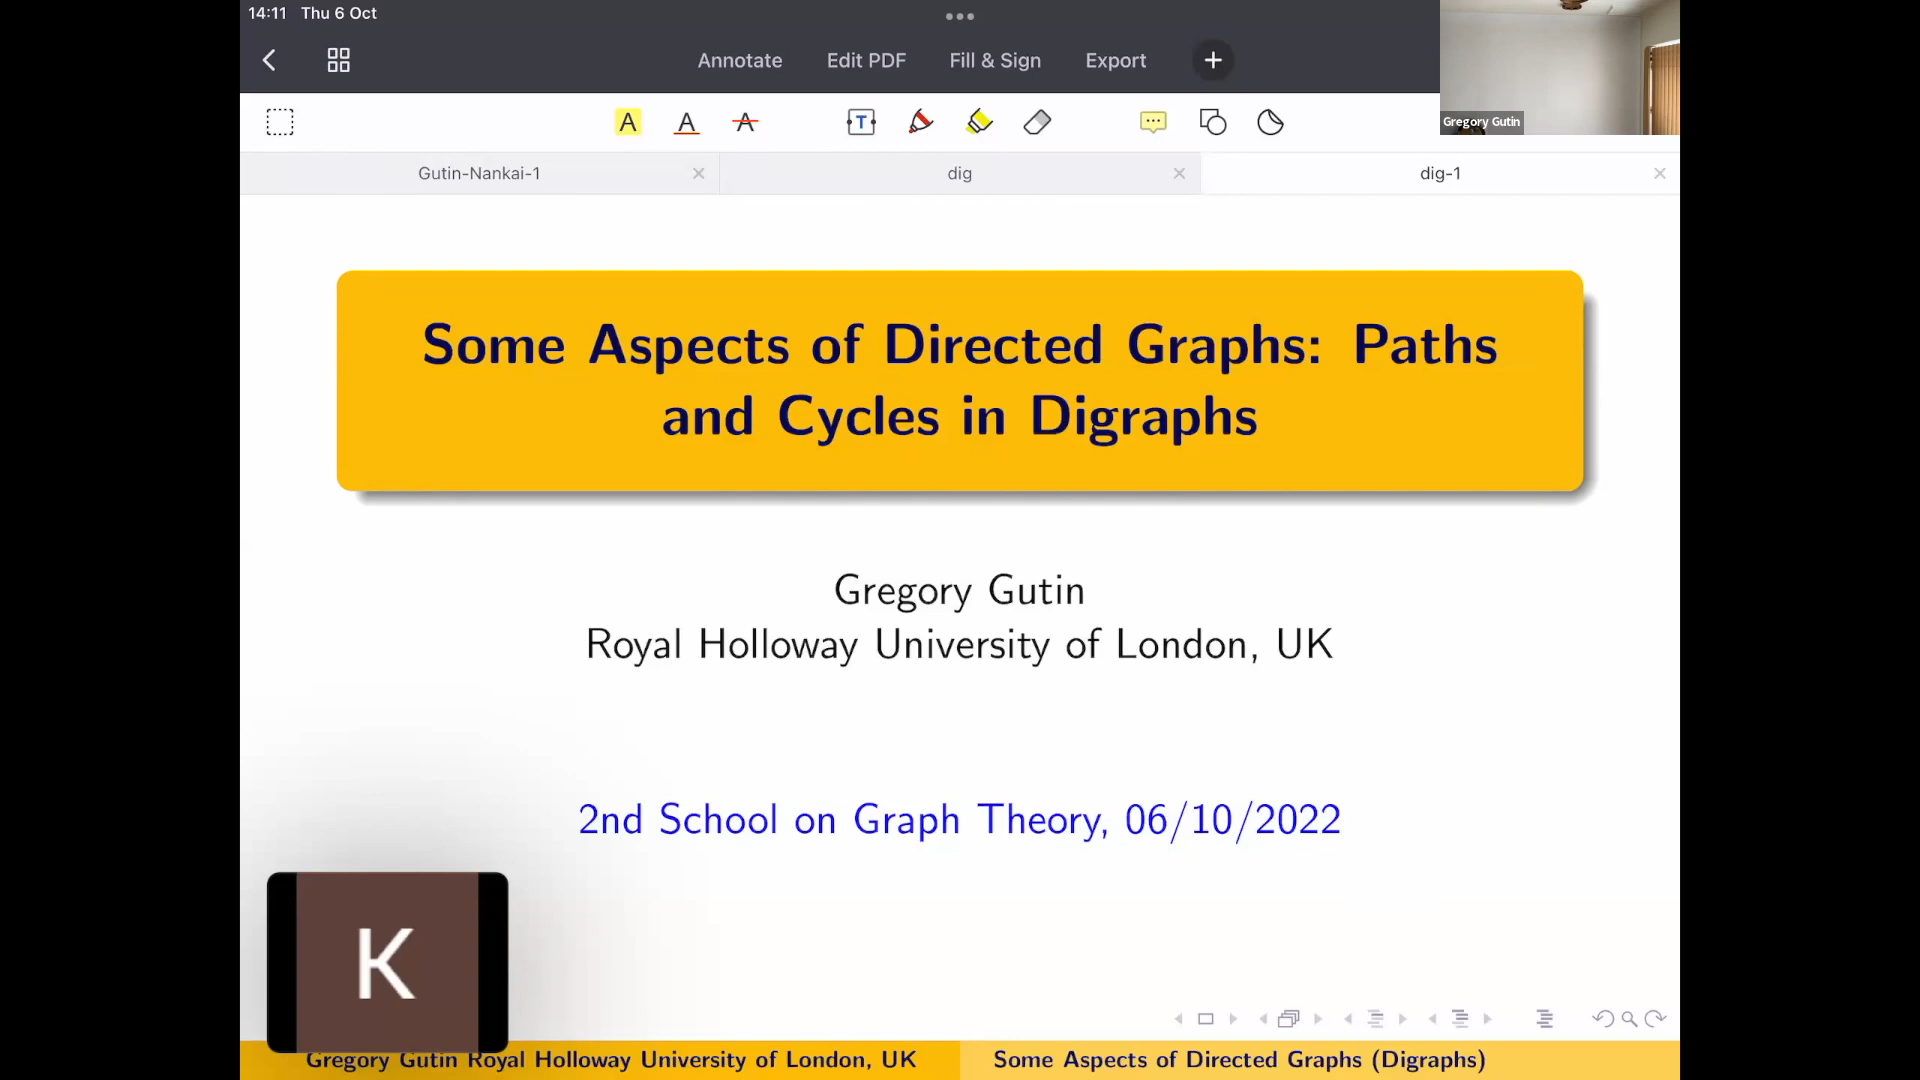 14:11 Thu 6 Oct
Annotate Edit PDF Fill & Sign Export
Gregory Gutin
Gutin-Nankai-1
dig
dig-1
Some Aspects of Directed Graphs: Paths
and Cycles in Digraphs
Gregory Gutin
Royal Holloway University of London, UK
2nd School on Graph Theory, 06/10/2022
K
Gregory Gutin Royal Holloway University of London, UK
Some Aspects of Directed Graphs (Digraphs)